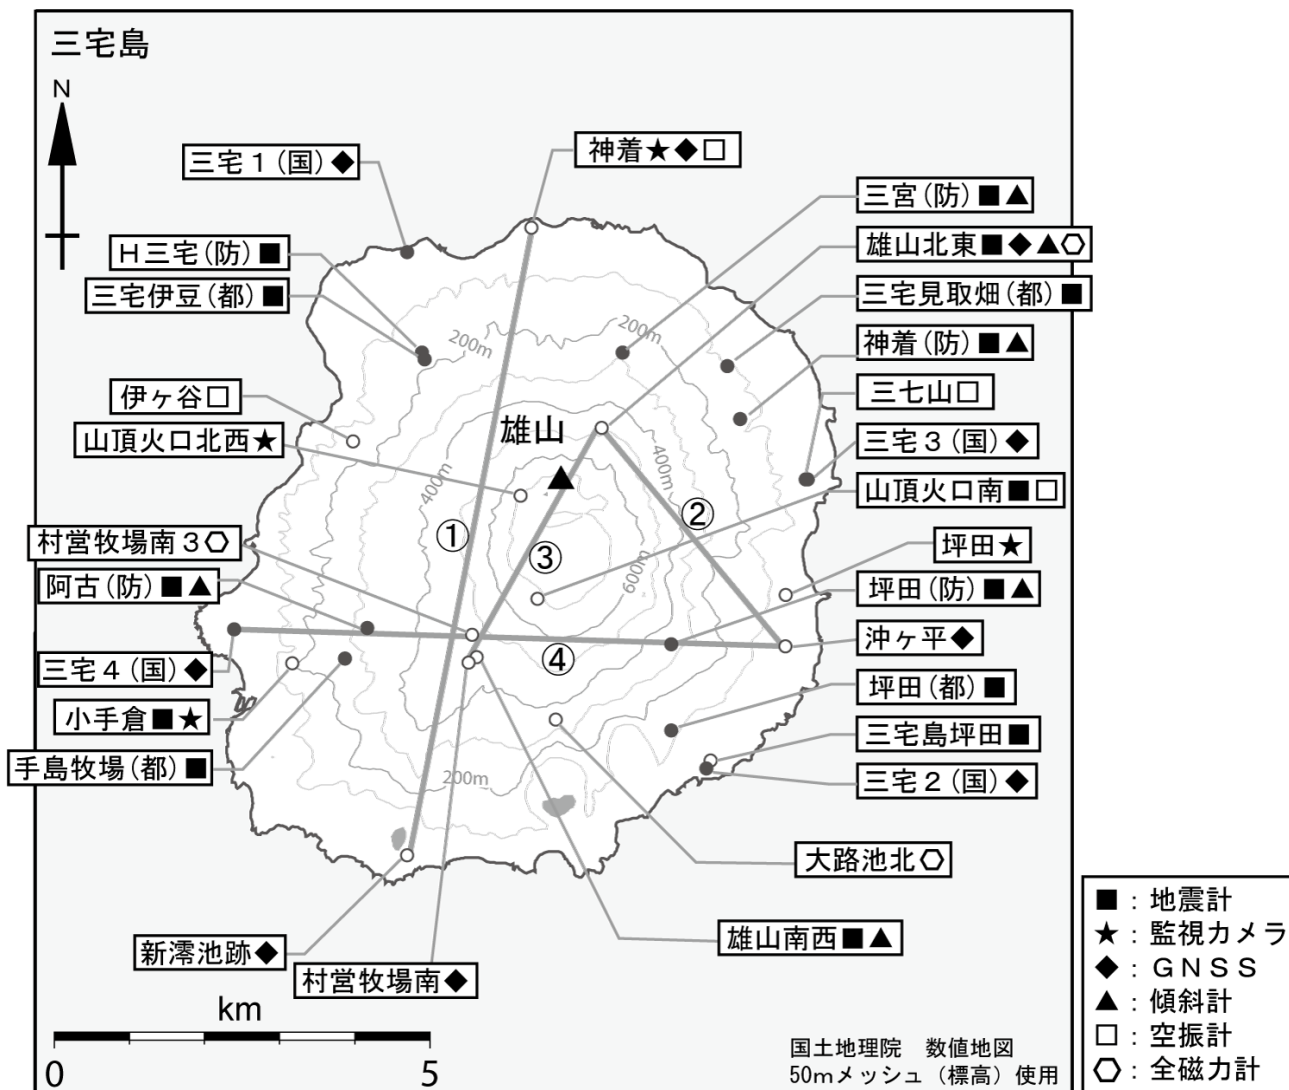 三宅島
N
神着★◆□
三宅1(国)◆
三宮(防)■▲
雄山北東■◆▲⬡
H三宅(防)■
三宅伊豆(都)■
三宅見取畑(都)■
200m
200m
神着(防)■▲
伊ヶ谷□
三七山□
山頂火口北西★
雄山
三宅3(国)◆
400m
400m
山頂火口南■□
①
②
③
村営牧場南3⬡
坪田★
600m
阿古(防)■▲
坪田(防)■▲
沖ヶ平◆
三宅4(国)◆
④
坪田(都)■
小手倉■★
三宅島坪田■
手島牧場(都)■
200m
三宅2(国)◆
大路池北⬡
雄山南西■▲
新澪池跡◆
村営牧場南◆
km
0
5
国土地理院 数値地図
50mメッシュ(標高)使用
■:地震計
★:監視カメラ
◆:GNSS
▲:傾斜計
□:空振計
⬡:全磁力計